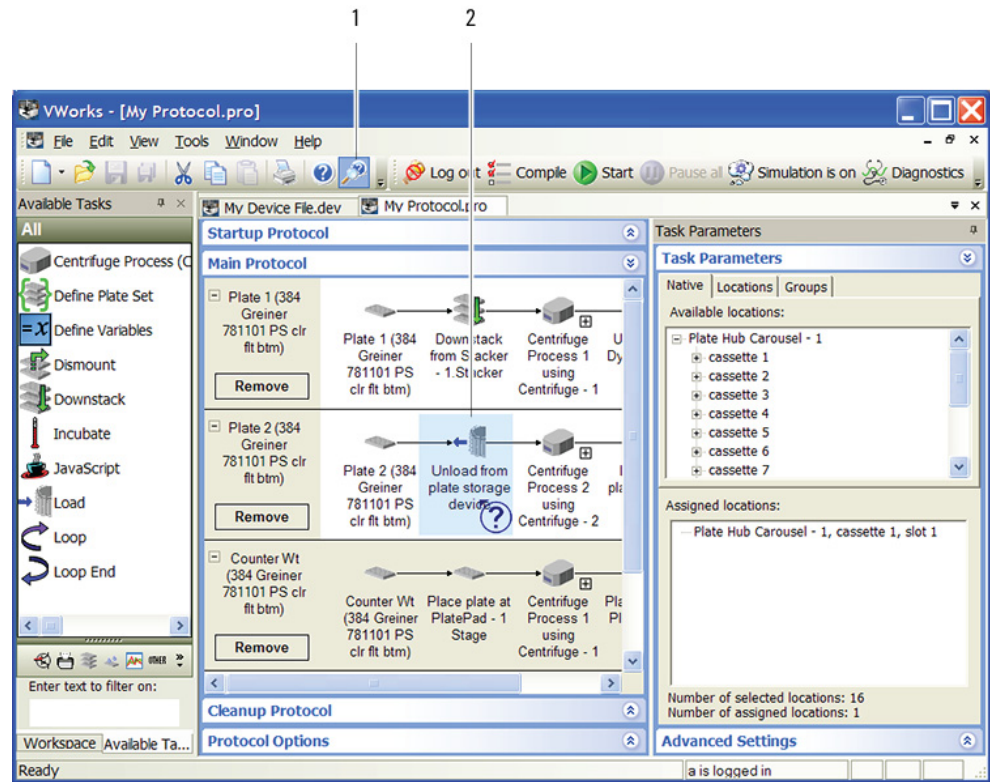 1
2
VWorks - [My Protocol.pro]
File Edit View Tools Window Help
Log out Compile Start Pause all Simulation is on Diagnostics
Available Tasks
My Device File.dev
My Protocol.pro
Task Parameters
All
Centrifuge Process (C
Define Plate Set
=x Define Variables
Dismount
Downstack
Incubate
JavaScript
Load
Loop
Loop End
OTHER
Enter text to filter on:
Workspace Available Ta...
Startup Protocol
Main Protocol
Plate 1 (384
Greiner
781101 PS clr
flt btm)
Remove
Plate 1 (384
Greiner
781101 PS
clr flt btm)
Downstack
from Stacker
- 1.Stacker
Centrifuge
Process 1
using
Centrifuge - 1
U
Dy
Plate 2 (384
Greiner
781101 PS clr
flt btm)
Remove
Plate 2 (384
Greiner
781101 PS
clr flt btm)
Unload from
plate storage
device
Centrifuge
Process 2
using
Centrifuge - 2
pla
Counter Wt
(384 Greiner
781101 PS clr
flt btm)
Remove
Counter Wt
(384 Greiner
781101 PS
clr flt btm)
Place plate at
PlatePad - 1
Stage
Centrifuge
Process 1
using
Centrifuge - 1
Pla
Pl
Cleanup Protocol
Protocol Options
Task Parameters
Native Locations Groups
Available locations:
Plate Hub Carousel - 1
cassette 1
cassette 2
cassette 3
cassette 4
cassette 5
cassette 6
cassette 7
Assigned locations:
Plate Hub Carousel - 1, cassette 1, slot 1
Number of selected locations: 16
Number of assigned locations: 1
Advanced Settings
Ready
a is logged in